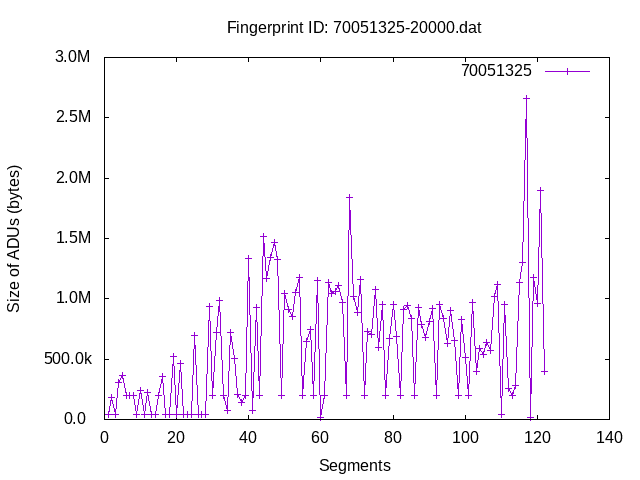 Fingerprint ID: 70051325-20000.dat
3.0M
70051325
2.5M
2.0M
1.5M
1.0M
500.0k
0.0
Size of ADUs (bytes)
0 20 40 60 80 100 120 140
Segments